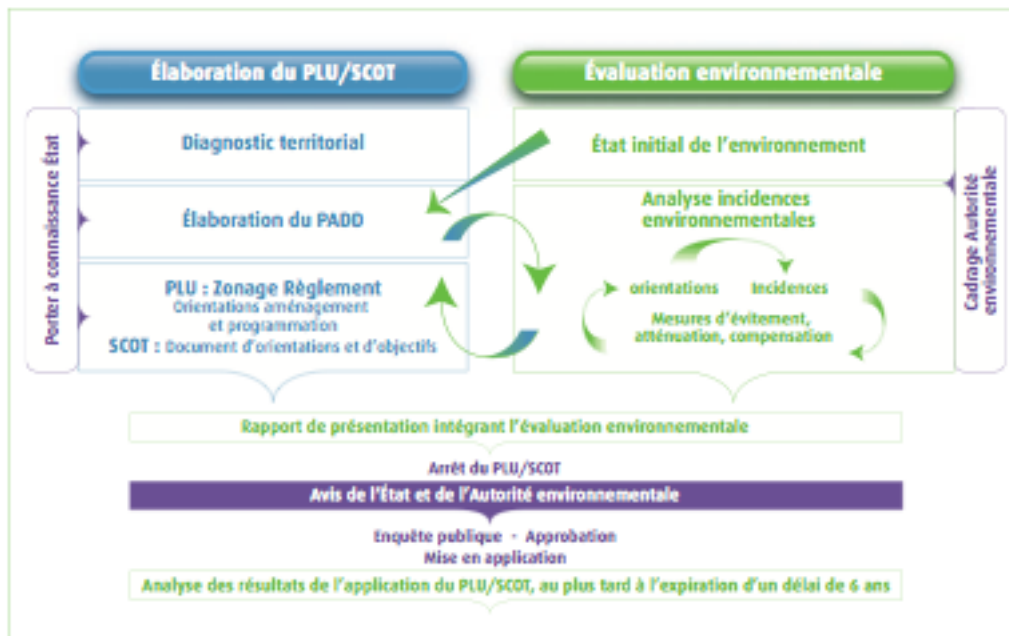 Élaboration du PLU/SCOT
Évaluation environnementale
Porter à connaissance État
Diagnostic territorial
Élaboration du PADD
PLU : Zonage Règlement
Orientations aménagement
et programmation
SCOT : Document d'orientations et d'objectifs
État initial de l'environnement
Analyse incidences
environnementales
orientations
Incidences
Mesures d'évitement,
atténuation, compensation
Cadrage Autorité
environnementale
Rapport de présentation intégrant l'évaluation environnementale
Arrêt du PLU/SCOT
Avis de l'État et de l'Autorité environnementale
Enquête publique - Approbation
Mise en application
Analyse des résultats de l'application du PLU/SCOT, au plus tard à l'expiration d'un délai de 6 ans